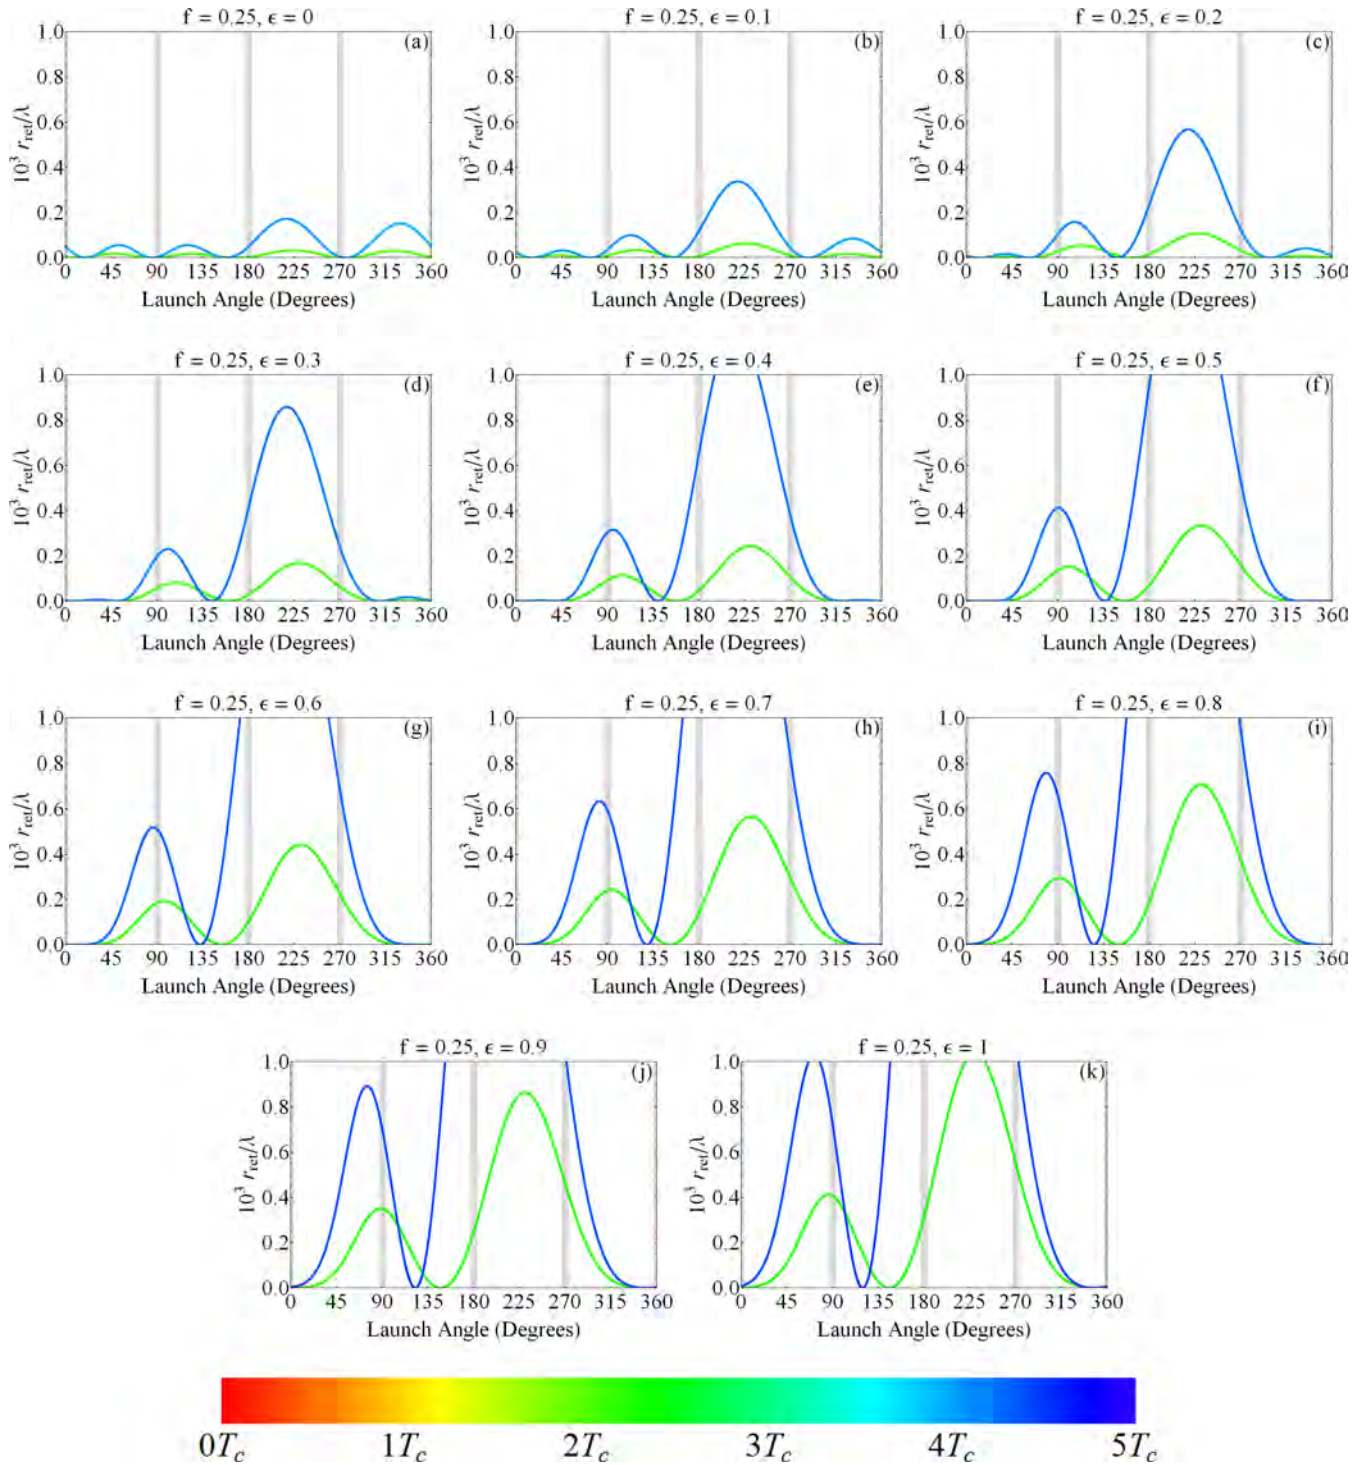 f = 0.25, ϵ = 0 f = 0.25, ϵ = 0.1 f = 0.25, ϵ = 0.2
(a) (b) (c)
10³ r_ret/λ 10³ r_ret/λ 10³ r_ret/λ
1.0 1.0 1.0
0.8 0.8 0.8
0.6 0.6 0.6
0.4 0.4 0.4
0.2 0.2 0.2
0.0 0.0 0.0
0 45 90 135 180 225 270 315 360 0 45 90 135 180 225 270 315 360 0 45 90 135 180 225 270 315 360
Launch Angle (Degrees) Launch Angle (Degrees) Launch Angle (Degrees)
f = 0.25, ϵ = 0.3 f = 0.25, ϵ = 0.4 f = 0.25, ϵ = 0.5
(d) (e) (f)
10³ r_ret/λ 10³ r_ret/λ 10³ r_ret/λ
1.0 1.0 1.0
0.8 0.8 0.8
0.6 0.6 0.6
0.4 0.4 0.4
0.2 0.2 0.2
0.0 0.0 0.0
0 45 90 135 180 225 270 315 360 0 45 90 135 180 225 270 315 360 0 45 90 135 180 225 270 315 360
Launch Angle (Degrees) Launch Angle (Degrees) Launch Angle (Degrees)
f = 0.25, ϵ = 0.6 f = 0.25, ϵ = 0.7 f = 0.25, ϵ = 0.8
(g) (h) (i)
10³ r_ret/λ 10³ r_ret/λ 10³ r_ret/λ
1.0 1.0 1.0
0.8 0.8 0.8
0.6 0.6 0.6
0.4 0.4 0.4
0.2 0.2 0.2
0.0 0.0 0.0
0 45 90 135 180 225 270 315 360 0 45 90 135 180 225 270 315 360 0 45 90 135 180 225 270 315 360
Launch Angle (Degrees) Launch Angle (Degrees) Launch Angle (Degrees)
f = 0.25, ϵ = 0.9 f = 0.25, ϵ = 1
(j) (k)
10³ r_ret/λ 10³ r_ret/λ
1.0 1.0
0.8 0.8
0.6 0.6
0.4 0.4
0.2 0.2
0.0 0.0
0 45 90 135 180 225 270 315 360 0 45 90 135 180 225 270 315 360
Launch Angle (Degrees) Launch Angle (Degrees)
0T_c 1T_c 2T_c 3T_c 4T_c 5T_c